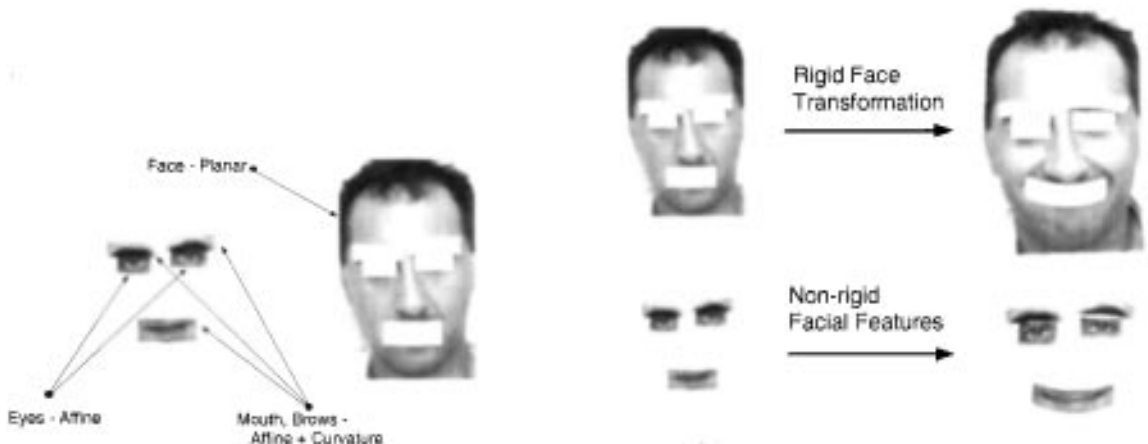 Face - Planar
Eyes - Affine
Mouth, Brows -
Affine + Curvature
Rigid Face
Transformation
Non-rigid
Facial Features